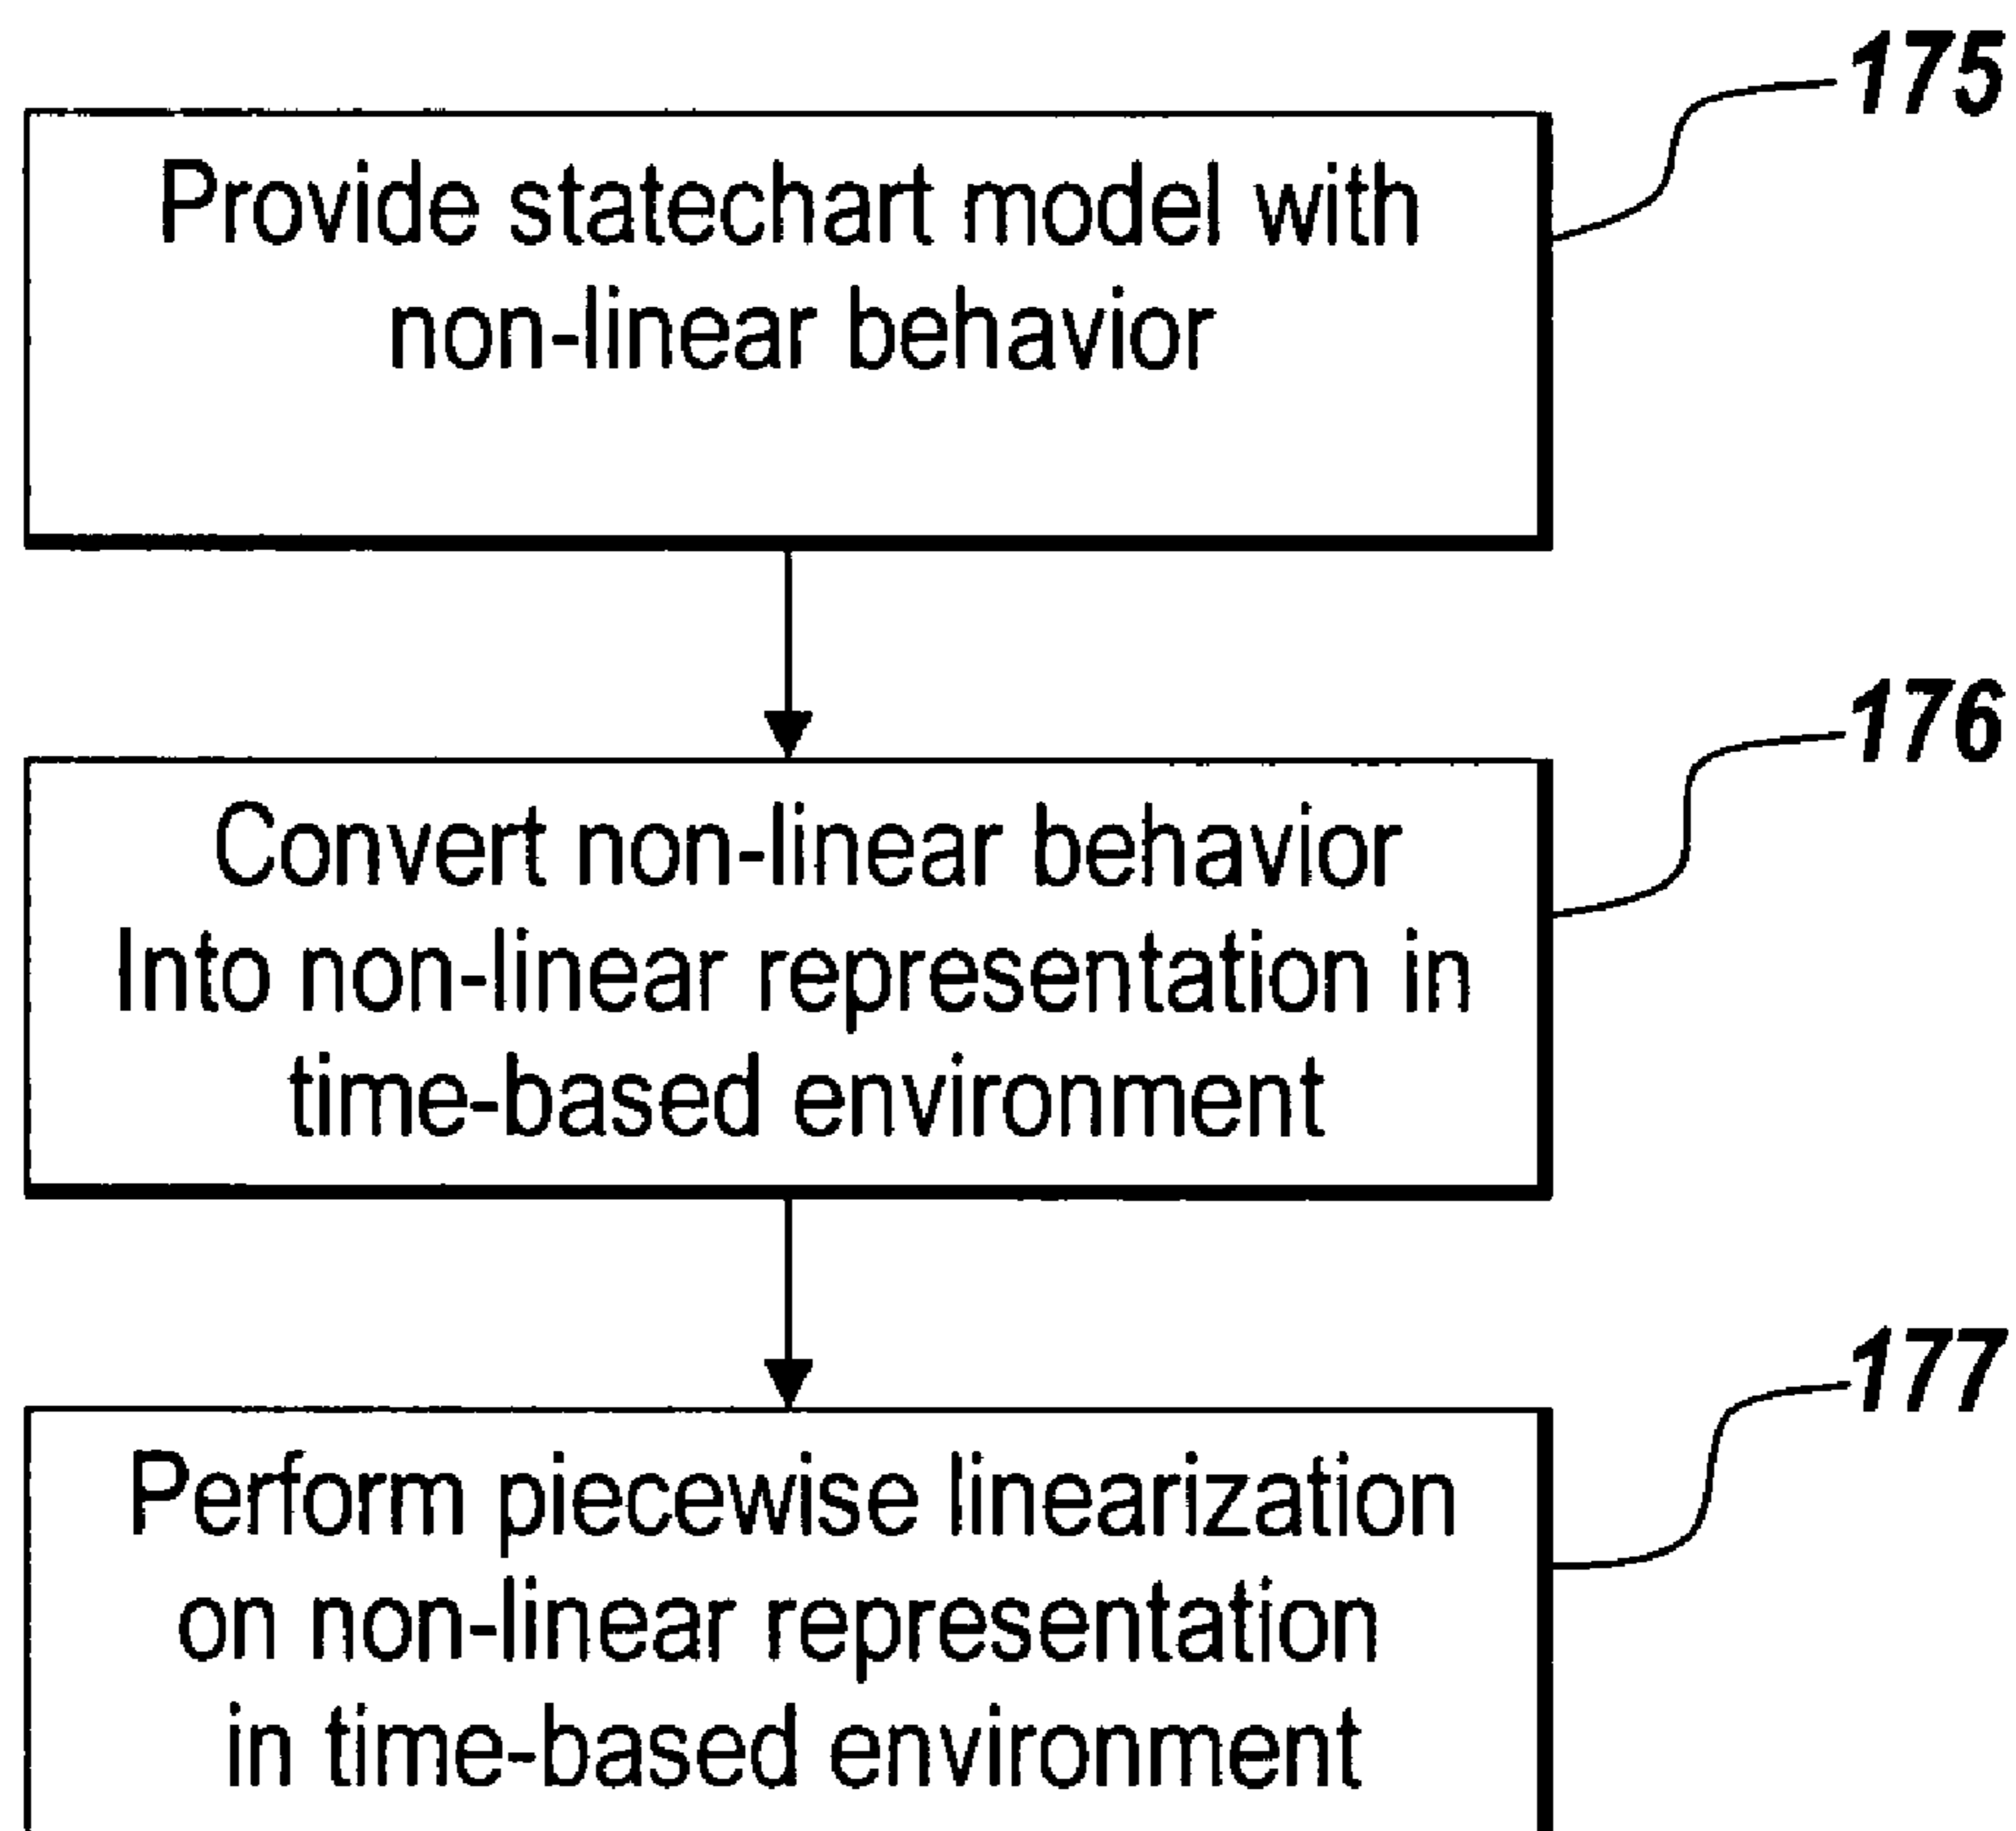 175
Provide statechart model with
non-linear behavior
176
Convert non-linear behavior
Into non-linear representation in
time-based environment
177
Perform piecewise linearization
on non-linear representation
in time-based environment